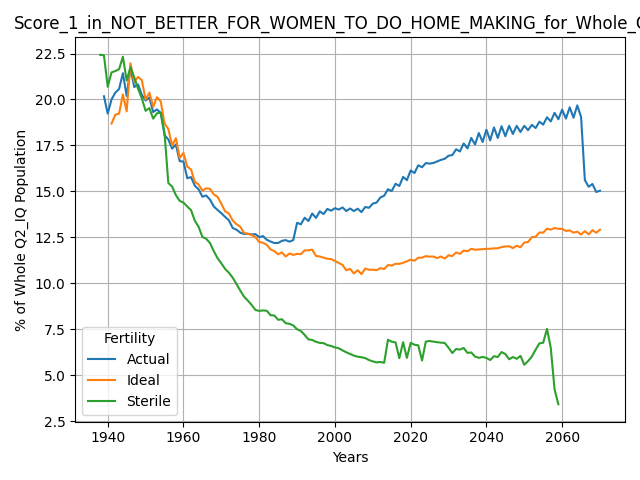 Score_1_in_NOT_BETTER_FOR_WOMEN_TO_DO_HOME_MAKING_for_Whole_
% of Whole Q2_IQ Population
22.5
20.0
17.5
15.0
12.5
10.0
7.5
5.0
2.5
Fertility
Actual
Ideal
Sterile
1940 1960 1980 2000 2020 2040 2060
Years